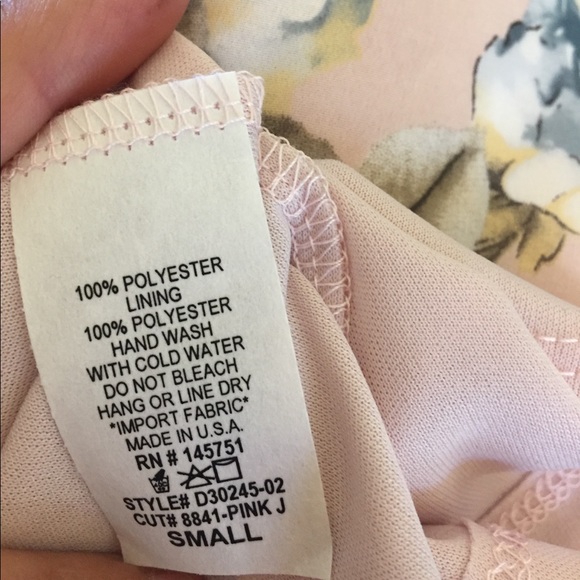 100% POLYESTER
LINING
100% POLYESTER
HAND WASH
WITH COLD WATER
DO NOT BLEACH
HANG OR LINE DRY
*IMPORT FABRIC*
MADE IN U.S.A.
RN # 145751
STYLE# D30245-02
CUT# 8841-PINK J
SMALL